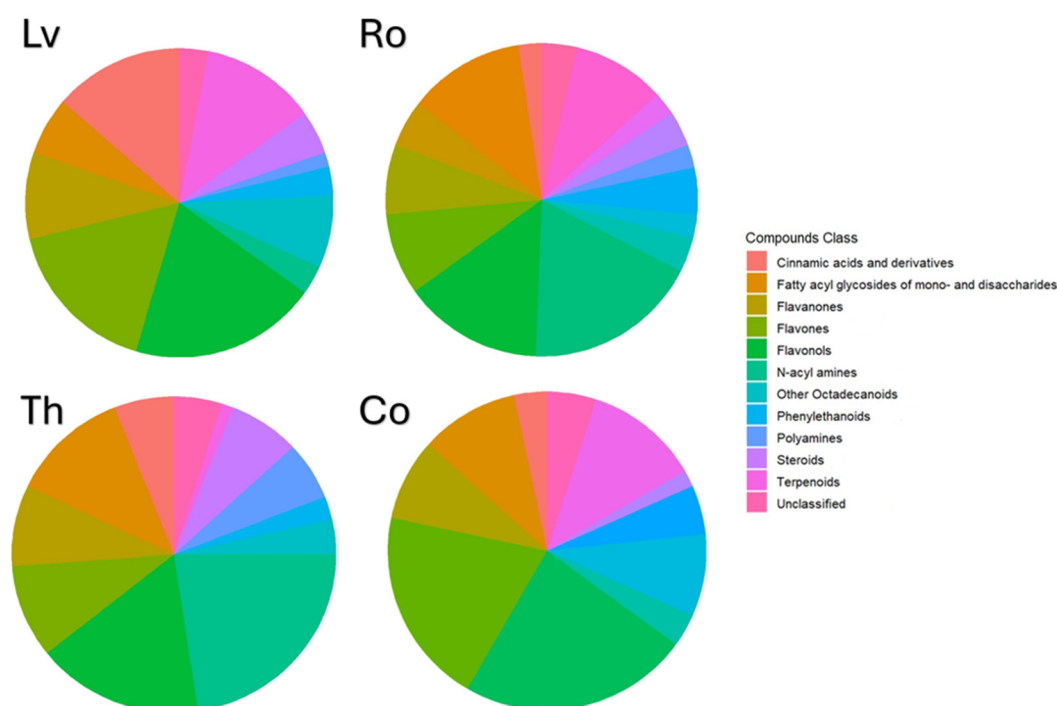 Lv
Ro
Th
Co
Compounds Class
Cinnamic acids and derivatives
Fatty acyl glycosides of mono- and disaccharides
Flavanones
Flavones
Flavonols
N-acyl amines
Other Octadecanoids
Phenylethanoids
Polyamines
Steroids
Terpenoids
Unclassified